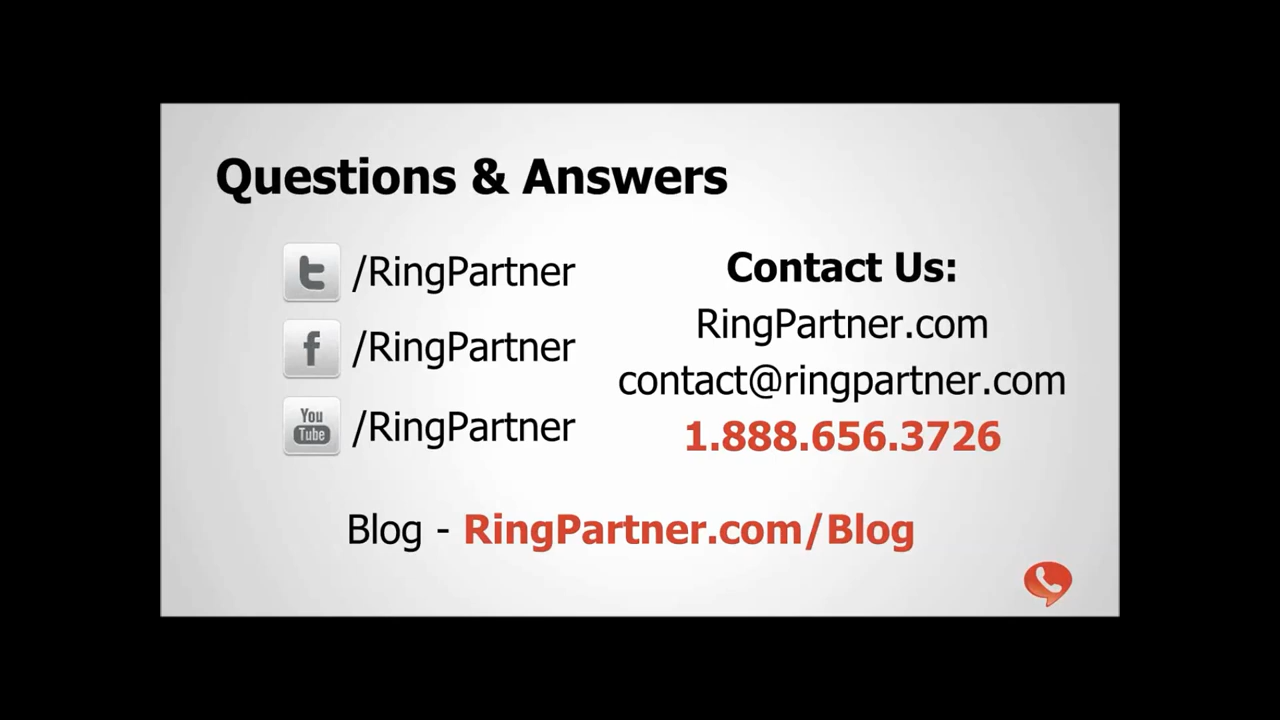 Questions & Answers
t /RingPartner
f /RingPartner
You
Tube /RingPartner
Contact Us:
RingPartner.com
contact@ringpartner.com
1.888.656.3726
Blog - RingPartner.com/Blog